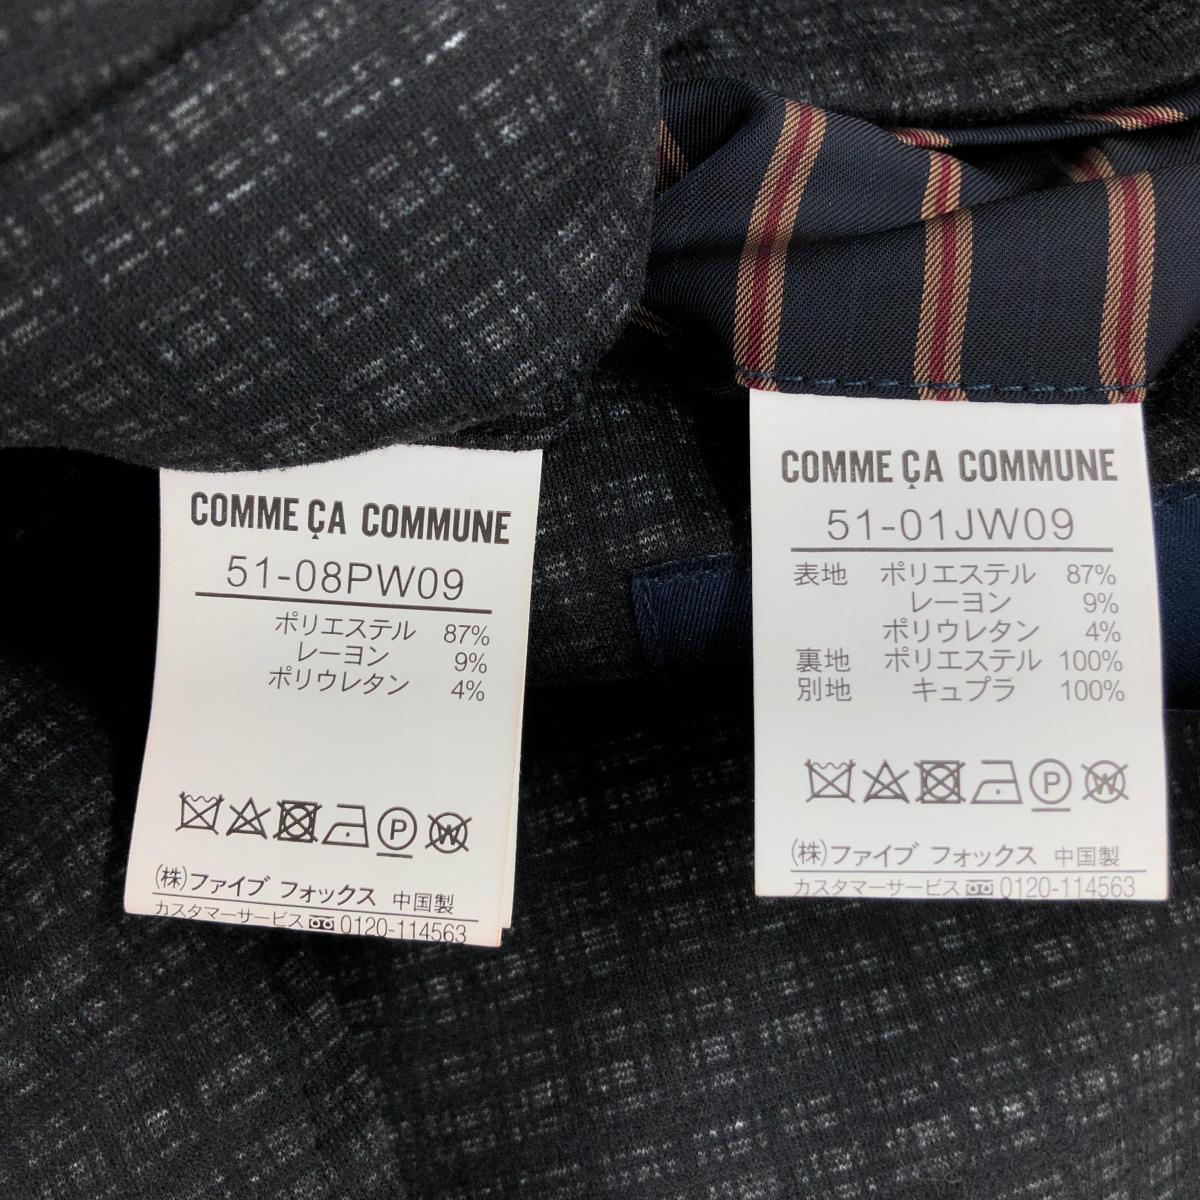 COMME ÇA COMMUNE
51-08PW09
ポリエステル 87%
レーヨン 9%
ポリウレタン 4%
P
W
(株)ファイブ フォックス 中国製
カスタマーサービス 0120-114563
COMME ÇA COMMUNE
51-01JW09
表地 ポリエステル 87%
レーヨン 9%
ポリウレタン 4%
裏地 ポリエステル 100%
別地 キュプラ 100%
P
W
(株)ファイブ フォックス 中国製
カスタマーサービス 0120-114563